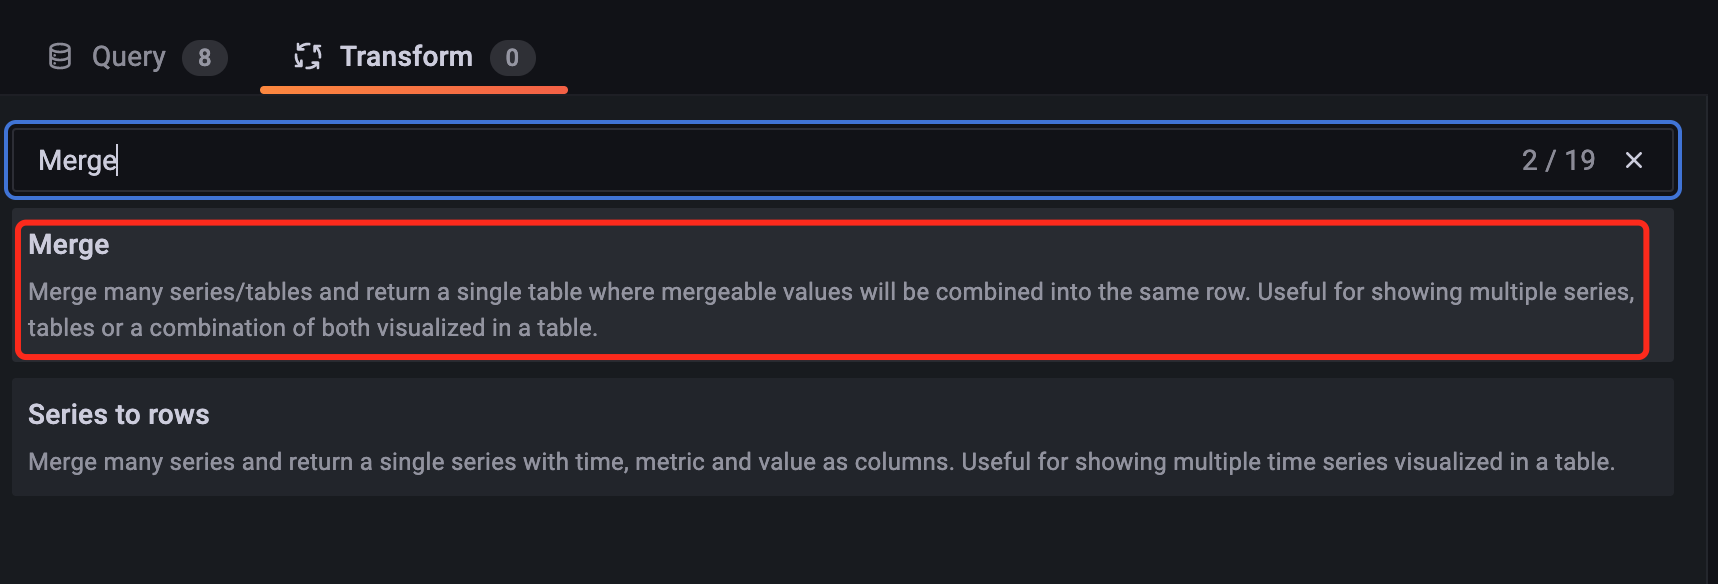 Query 8 Transform 0
Merge 2 / 19
Merge
Merge many series/tables and return a single table where mergeable values will be combined into the same row. Useful for showing multiple series,
tables or a combination of both visualized in a table.
Series to rows
Merge many series and return a single series with time, metric and value as columns. Useful for showing multiple time series visualized in a table.